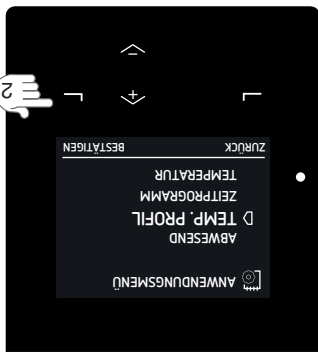 ANWENDUNGSMENÜ
ABWESEND
TEMP. PROFIL
ZEITPROGRAMM
TEMPERATUR
ZURÜCK BESTÄTIGEN
+
−
2